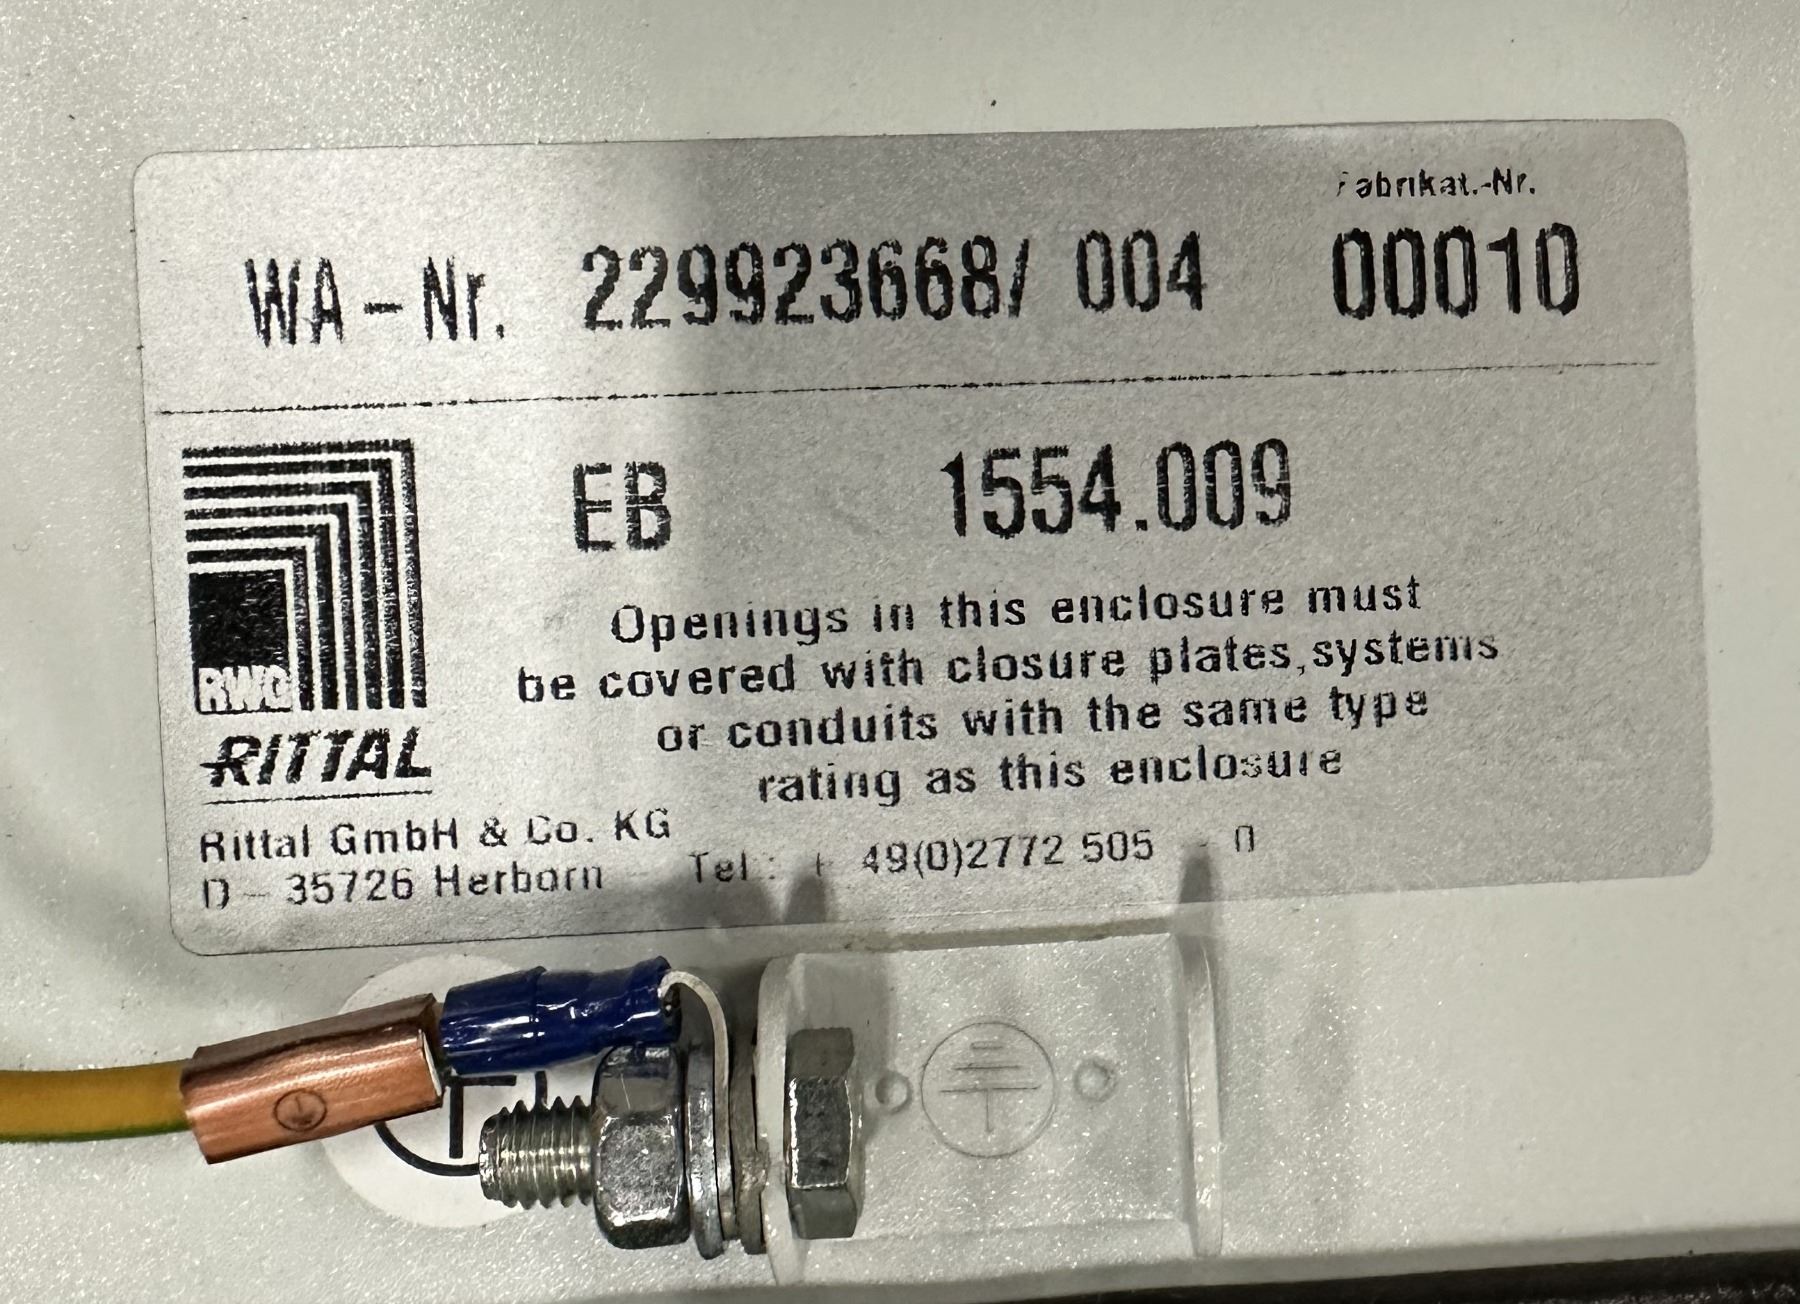 Fabrikat.-Nr.
WA-Nr. 229923668/ 004 00010
EB 1554.009
Openings in this enclosure must
be covered with closure plates,systems
or conduits with the same type
rating as this enclosure
RWG
RITTAL
Rittal GmbH & Co. KG
D - 35726 Herborn Tel.: + 49(0)2772 505 - 0